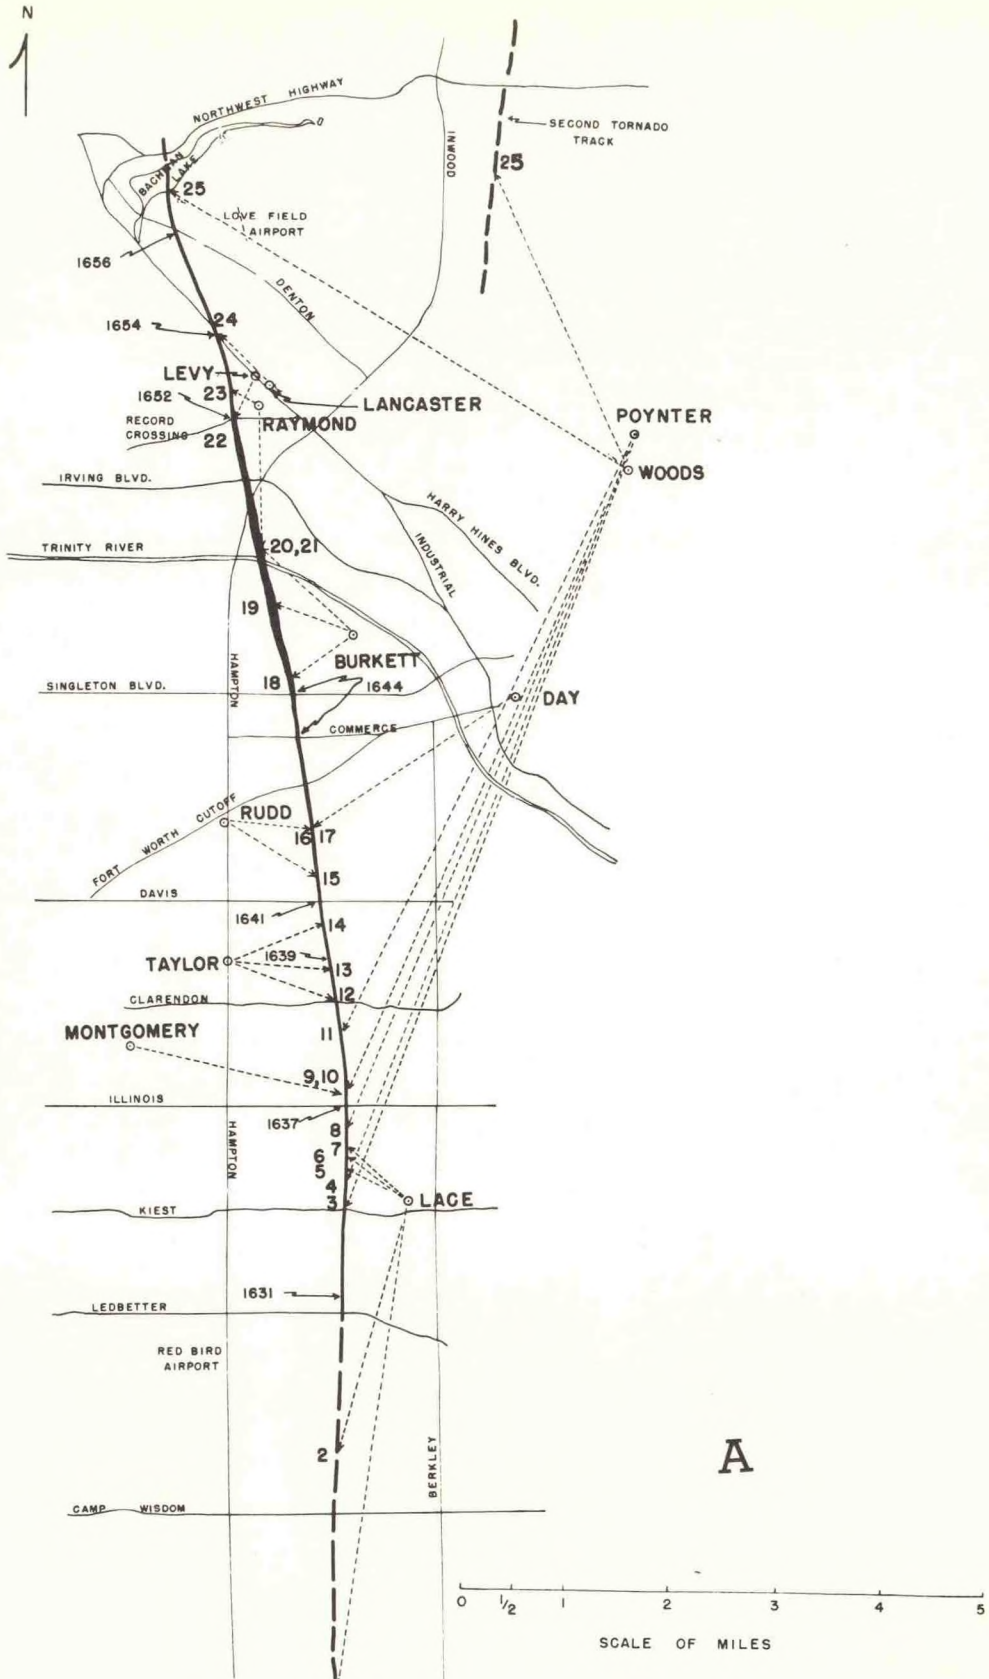 N
NORTHWEST HIGHWAY
INWOOD
SECOND TORNADO
TRACK
25
BACHMAN
LAKE
25
LOVE FIELD
AIRPORT
1656
DENTON
24
1654
LEVY
23
1652
LANCASTER
RECORD
CROSSING
RAYMOND
22
POYNTER
WOODS
IRVING BLVD.
HARRY HINES BLVD.
INDUSTRIAL
TRINITY RIVER
20,21
19
BURKETT
HAMPTON
18
1644
SINGLETON BLVD.
DAY
COMMERCE
FORT WORTH CUTOFF
RUDD
16 17
15
DAVIS
1641
14
1639
TAYLOR
13
12
CLARENDON
11
MONTGOMERY
9,10
ILLINOIS
1637
HAMPTON
8
7
6
5
4
3
LAGE
KIEST
1631
LEDBETTER
RED BIRD
AIRPORT
2
BERKLEY
A
CAMP WISDOM
0 1/2 1 2 3 4 5
SCALE OF MILES